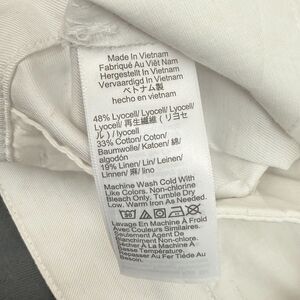 Made in Vietnam
Fabriqué Au Viêt Nam
Hergestellt In Vietnam
Vervaardigd In Vietnam
ベトナム製
hecho en vietnam
48% Lyocell/ Lyocell/ Lyocell/
Lyocell/ 再生繊維 (リヨセ
ル) / lyocell
33% Cotton/ Coton/
Baumwolle/ Katoen/ 綿/
algodón
19% Linen/ Lin/ Leinen/
Linnen/ 麻/ lino
Machine Wash Cold With
Like Colors. Non-chlorine
Bleach Only. Tumble Dry
Low. Warm Iron As Needed.
Lavage En Machine À Froid
Avec Couleurs Similaires.
Seulement Agent De
Blanchiment Non-chlore.
Sécher À Basse Température.
Repasser Au Fer Tiède Au
Besoin.